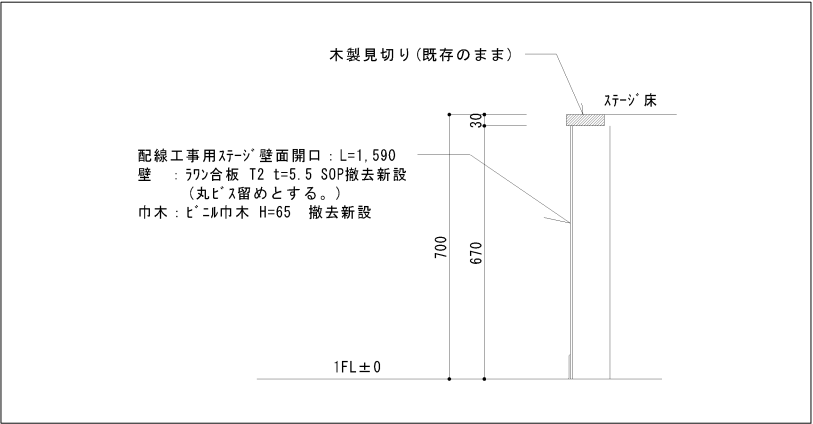 木製見切り(既存のまま)
ｽﾃｰｼﾞ床
30
配線工事用ｽﾃｰｼﾞ壁面開口：L=1,590
壁　：ﾗﾜﾝ合板 T2 t=5.5 SOP撤去新設
（丸ﾋﾞｽ留めとする。）
巾木：ﾋﾞﾆﾙ巾木 H=65　撤去新設
700
670
1FL±0